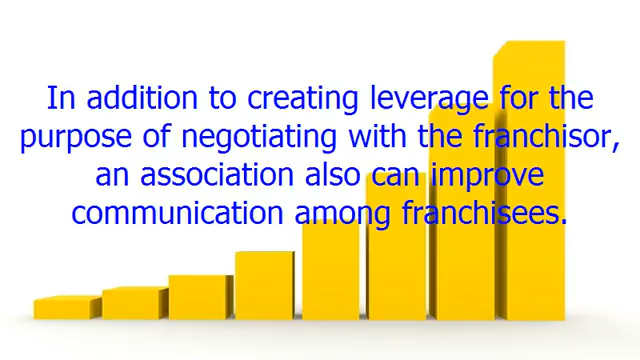 In addition to creating leverage for the
purpose of negotiating with the franchisor,
an association also can improve
communication among franchisees.